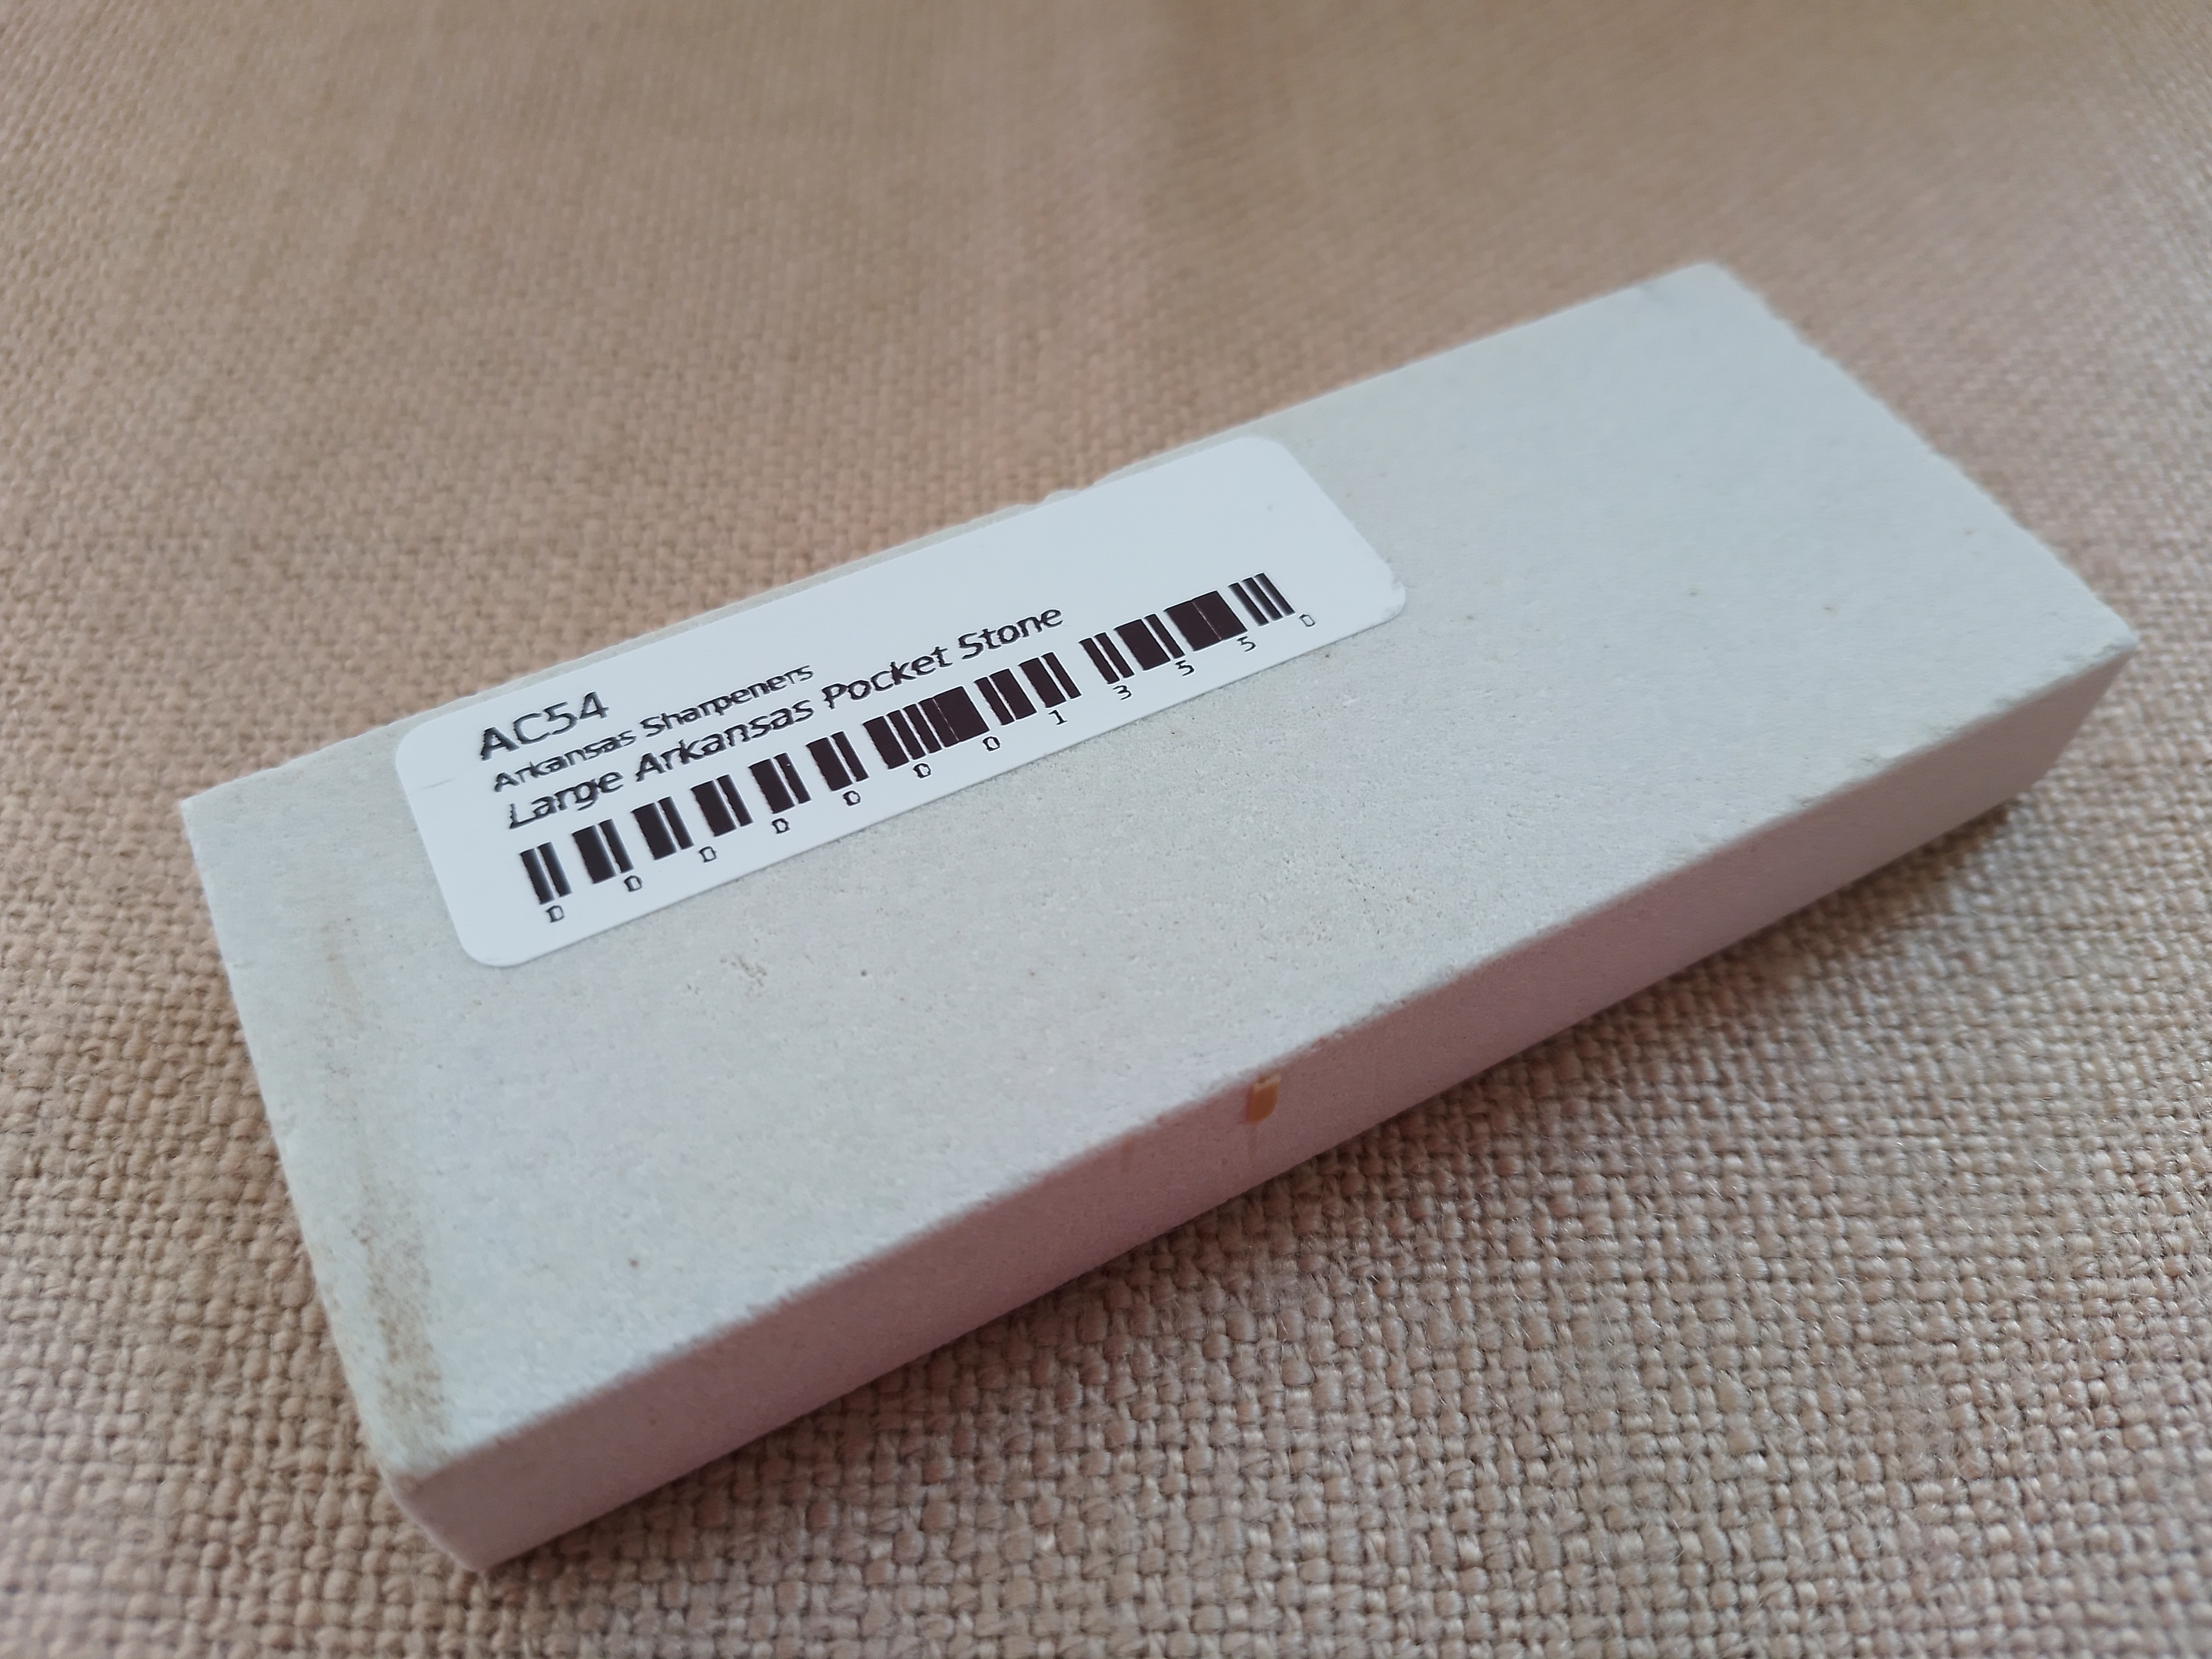 AC54
Arkansas Sharpeners
Large Arkansas Pocket Stone
0 0 0 0 0 0 0 1 3 5 5 0